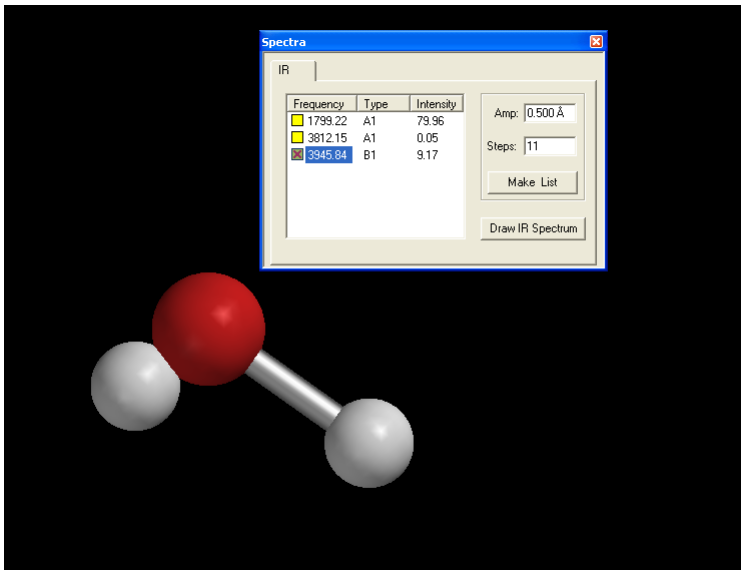 Spectra
IR
Frequency Type Intensity
1799.22 A1 79.96
3812.15 A1 0.05
3945.84 B1 9.17
Amp: 0.500 Å
Steps: 11
Make List
Draw IR Spectrum